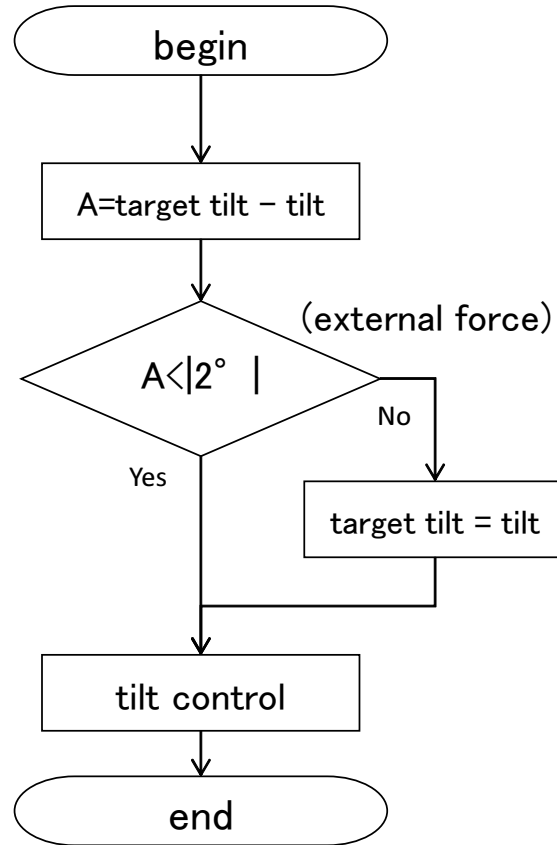 begin
A=target tilt − tilt
(external force)
A<|2° |
No
Yes
target tilt = tilt
tilt control
end